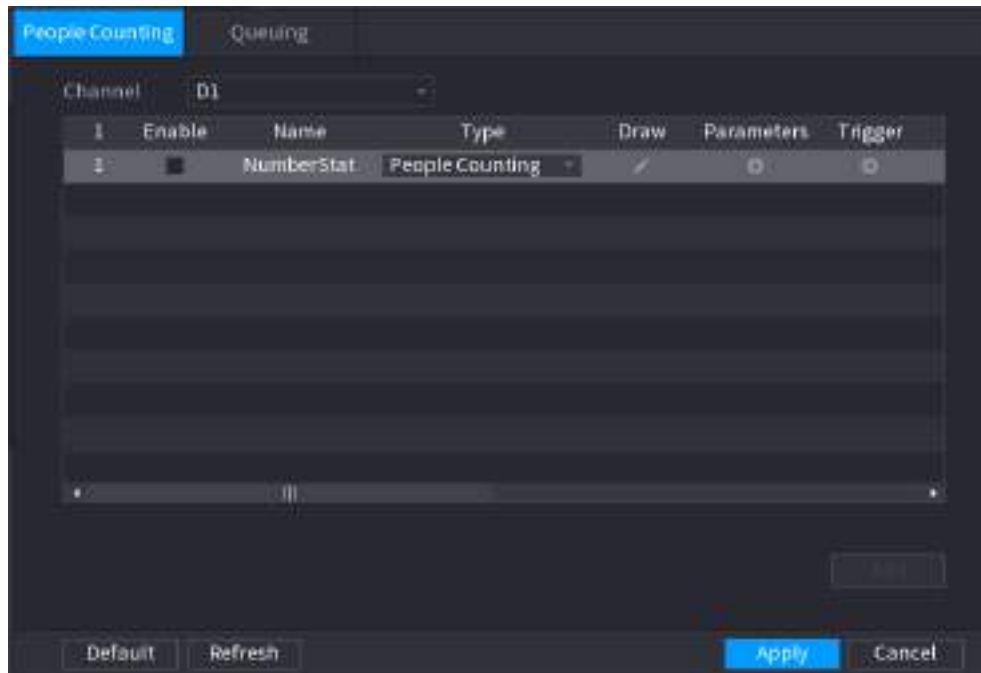 People Counting Queuing
Channel D1
1 Enable Name Type Draw Parameters Trigger
1 NumberStat People Counting
Default Refresh Apply Cancel